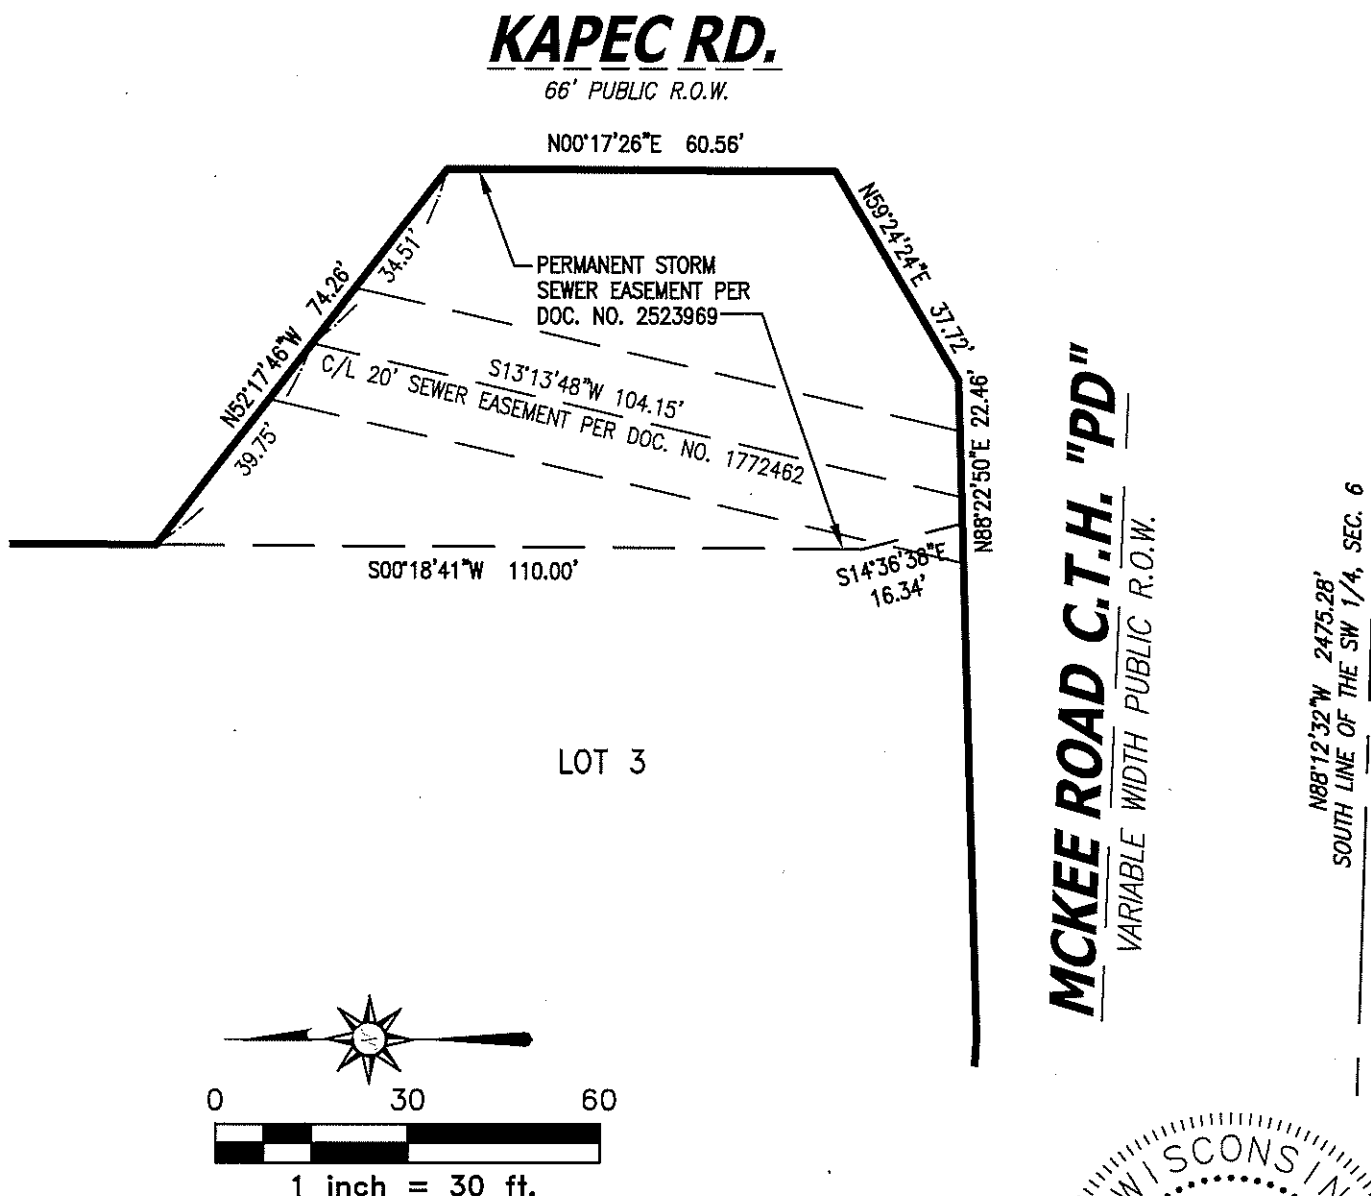 KAPEC RD.
66' PUBLIC R.O.W.
N00°17'26"E 60.56'
N59°24'24"E 37.72'
34.51'
N52°17'46"W 74.26'
39.75'
PERMANENT STORM
SEWER EASEMENT PER
DOC. NO. 2523969
S13°13'48"W 104.15'
C/L 20' SEWER EASEMENT PER DOC. NO. 1772462
N88°22'50"E 22.46'
S00°18'41"W 110.00'
S14°36'38"E
16.34'
MCKEE ROAD C.T.H. "PD"
VARIABLE WIDTH PUBLIC R.O.W.
N88°12'32"W 2475.28'
SOUTH LINE OF THE SW 1/4, SEC. 6
LOT 3
0 30 60
1 inch = 30 ft.
WISCONSIN